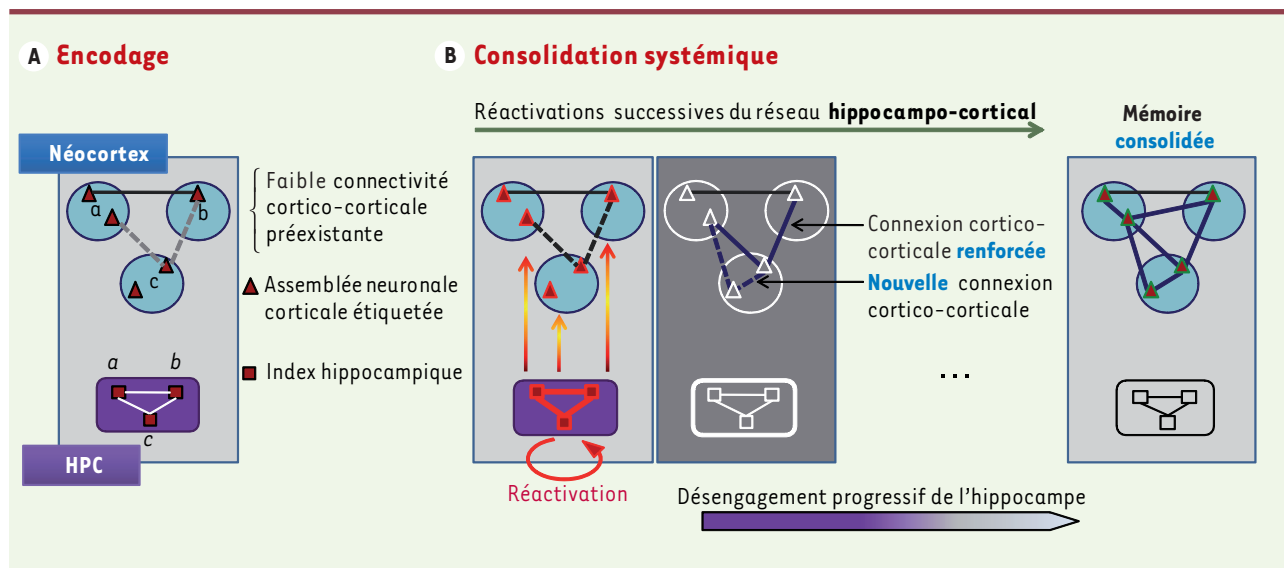 A Encodage
Néocortex
a
b
c
Faible connectivité
cortico-corticale
préexistante
Assemblée neuronale
corticale étiquetée
a
b
Index hippocampique
c
HPC
B Consolidation systémique
Réactivations successives du réseau hippocampo-cortical
Réactivation
Connexion cortico-
corticale renforcée
Nouvelle connexion
cortico-corticale
...
Mémoire
consolidée
Désengagement progressif de l'hippocampe